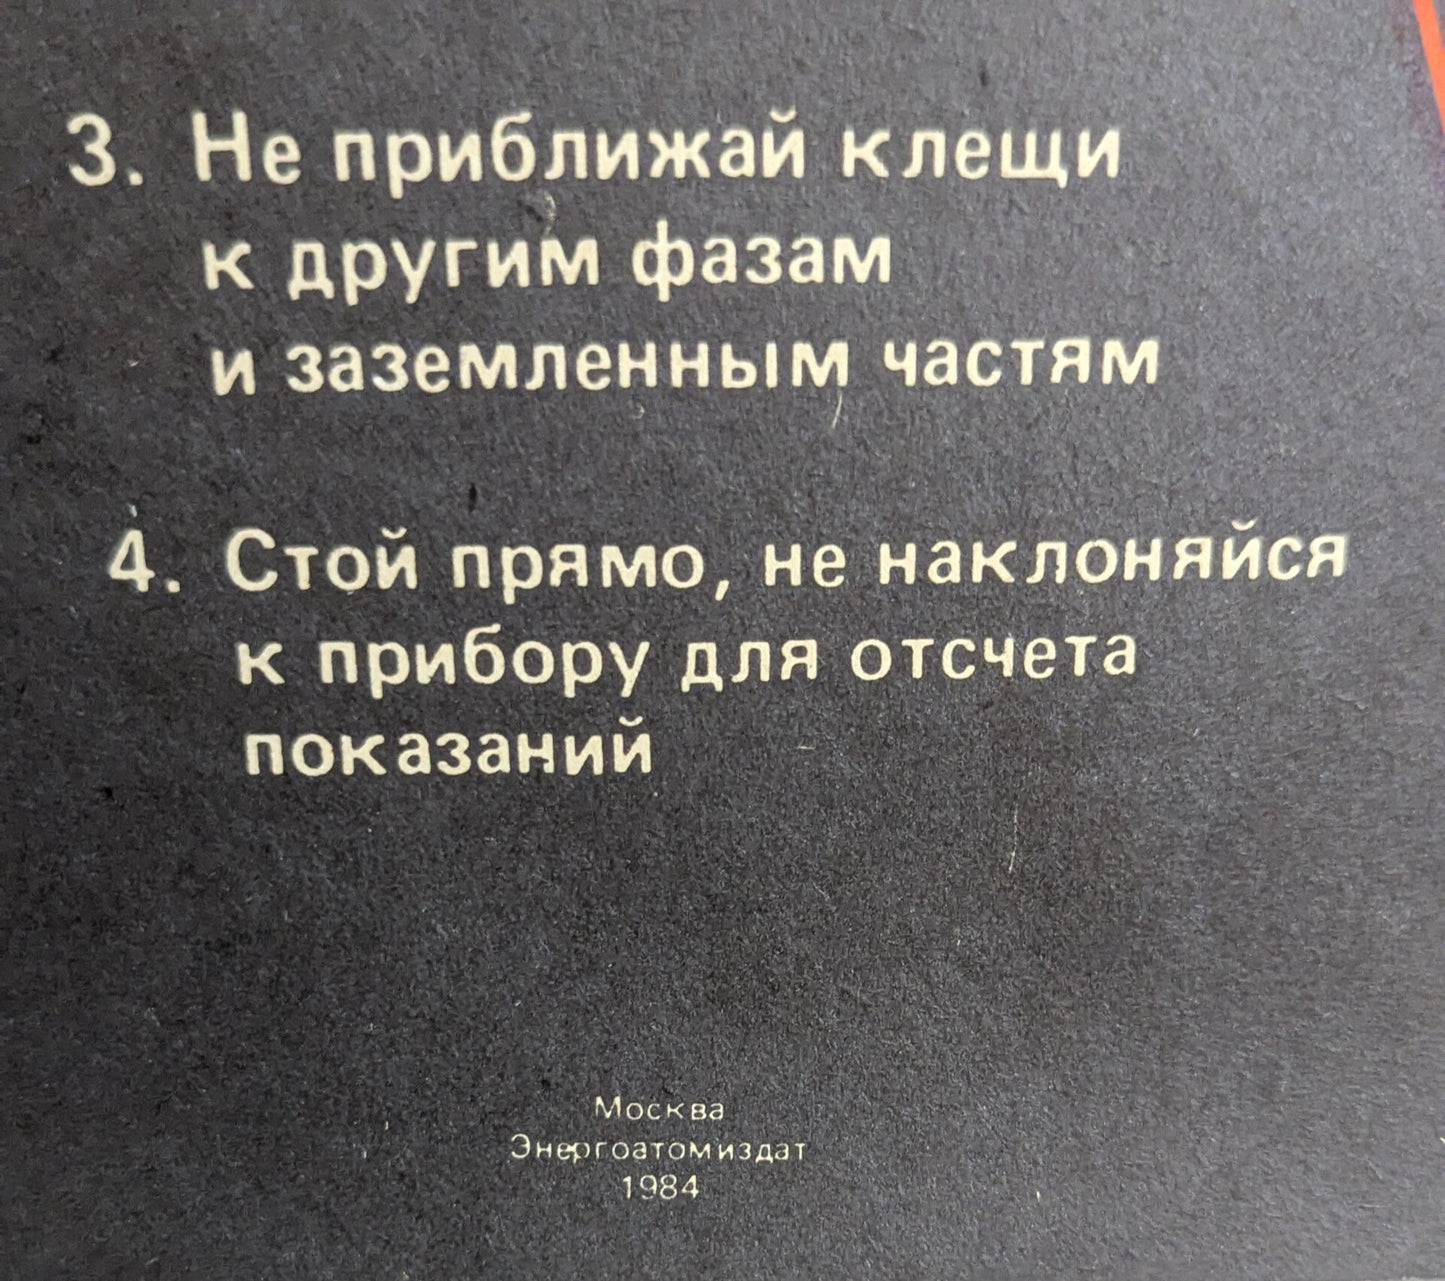 3. Не приближай клещи
к другим фазам
и заземленным частям
4. Стой прямо, не наклоняйся
к прибору для отсчета
показаний
Москва
Энергоатомиздат
1984